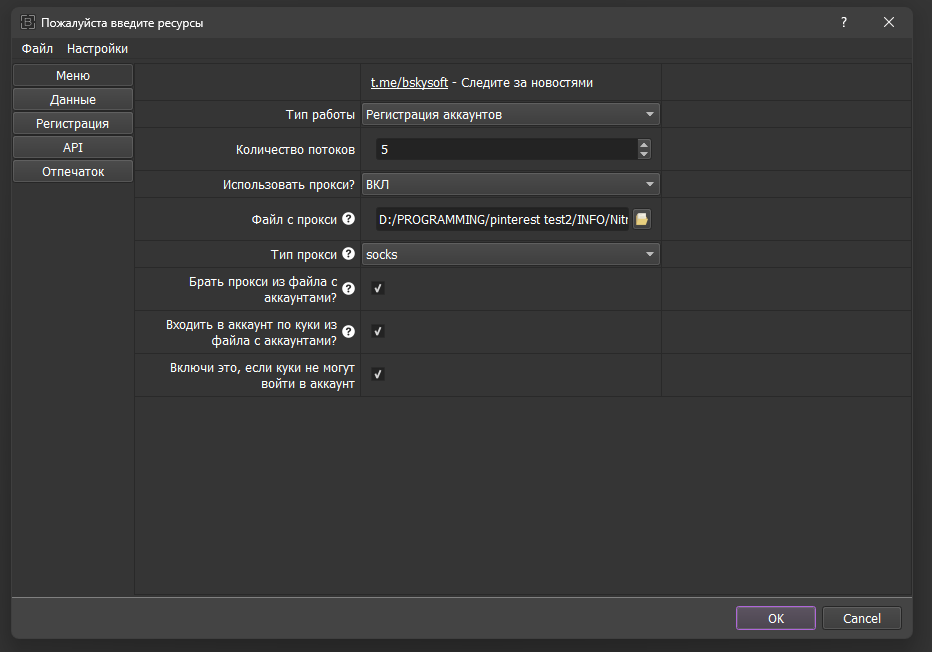 Пожалуйста введите ресурсы
?
Файл Настройки
Меню
Данные
Регистрация
API
Отпечаток
t.me/bskysoft - Следите за новостями
Тип работы Регистрация аккаунтов
Количество потоков 5
Использовать прокси? ВКЛ
Файл с прокси ? D:/PROGRAMMING/pinterest test2/INFO/Nitr
Тип прокси ? socks
Брать прокси из файла с
аккаунтами? ?
Входить в аккаунт по куки из
файла с аккаунтами? ?
Включи это, если куки не могут
войти в аккаунт
OK Cancel